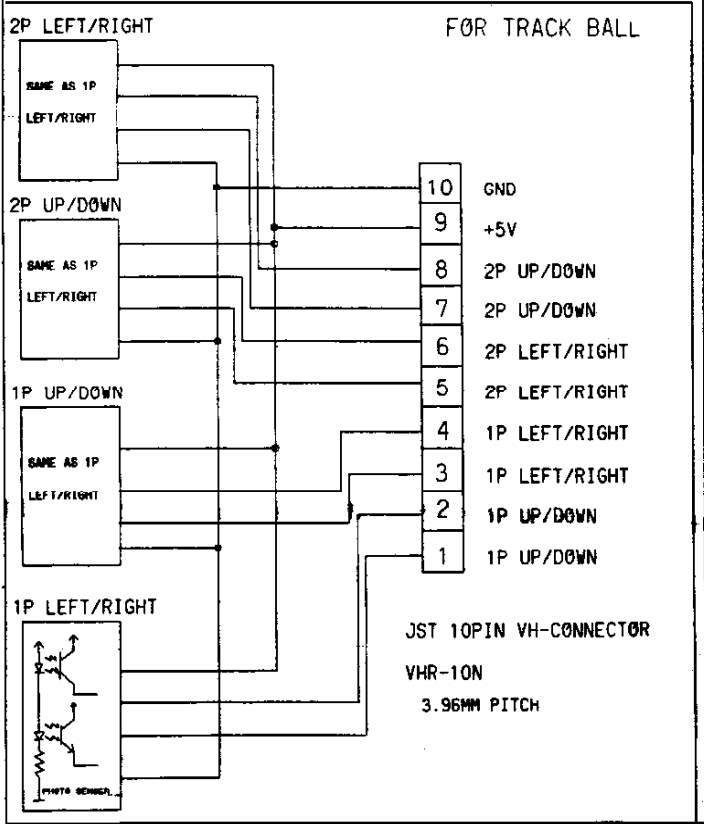 2P LEFT/RIGHT
FOR TRACK BALL
SAME AS 1P
LEFT/RIGHT
2P UP/DOWN
SAME AS 1P
LEFT/RIGHT
1P UP/DOWN
SAME AS 1P
LEFT/RIGHT
1P LEFT/RIGHT
PHOTO SENSER
10 GND
9 +5V
8 2P UP/DOWN
7 2P UP/DOWN
6 2P LEFT/RIGHT
5 2P LEFT/RIGHT
4 1P LEFT/RIGHT
3 1P LEFT/RIGHT
2 1P UP/DOWN
1 1P UP/DOWN
JST 10PIN VH-CONNECTOR
VHR-10N
3.96MM PITCH